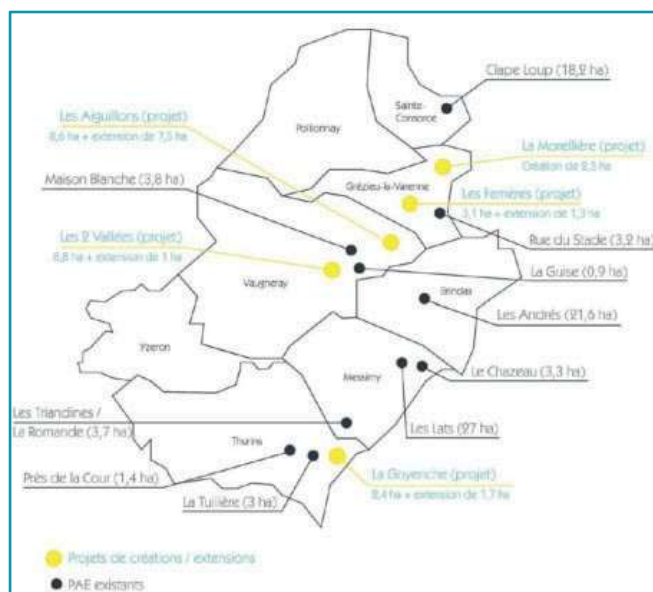 Clape Loup (18,2 ha)
Sainte-
Consorce
Les Aiguillons (projet)
8,6 ha + extension de 7,5 ha
Pollionnay
La Morellière (projet)
Création de 2,3 ha
Maison Blanche (3,8 ha)
Grézieu-la-Varenne
Les Ferrières (projet)
3,1 ha + extension de 1,3 ha
Rue du Stade (3,2 ha)
Les 2 Vallées (projet)
8,8 ha + extension de 1 ha
La Guise (0,9 ha)
Vaugneray
Brindas
Les Andrés (21,6 ha)
Yzeron
Messimy
Le Chazeau (3,3 ha)
Les Triandines /
La Romande (3,7 ha)
Les Lats (27 ha)
Thurins
Près de la Cour (1,4 ha)
La Tuilière (3 ha)
La Goyenche (projet)
8,4 ha + extension de 1,7 ha
Projets de créations / extensions
PAE existants